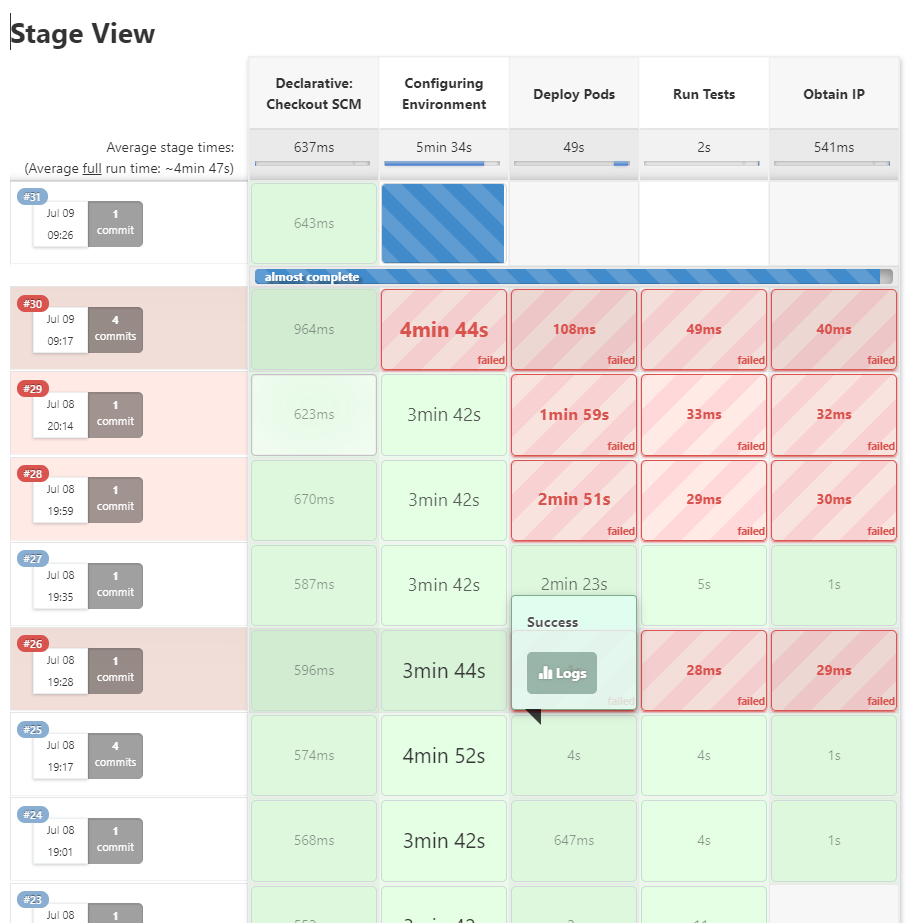 Stage View
Declarative: Checkout SCM
Configuring Environment
Deploy Pods
Run Tests
Obtain IP
Average stage times:
(Average full run time: ~4min 47s)
637ms
5min 34s
49s
2s
541ms
#31
Jul 09
09:26
1
commit
643ms
almost complete
#30
Jul 09
09:17
4
commits
964ms
4min 44s
failed
108ms
failed
49ms
failed
40ms
failed
#29
Jul 08
20:14
1
commit
623ms
3min 42s
1min 59s
failed
33ms
failed
32ms
failed
#28
Jul 08
19:59
1
commit
670ms
3min 42s
2min 51s
failed
29ms
failed
30ms
failed
#27
Jul 08
19:35
1
commit
587ms
3min 42s
2min 23s
5s
1s
#26
Jul 08
19:28
1
commit
596ms
3min 44s
Success
Logs
failed
28ms
failed
29ms
failed
#25
Jul 08
19:17
4
commits
574ms
4min 52s
4s
4s
1s
#24
Jul 08
19:01
1
commit
568ms
3min 42s
647ms
4s
1s
#23
Jul 08
1